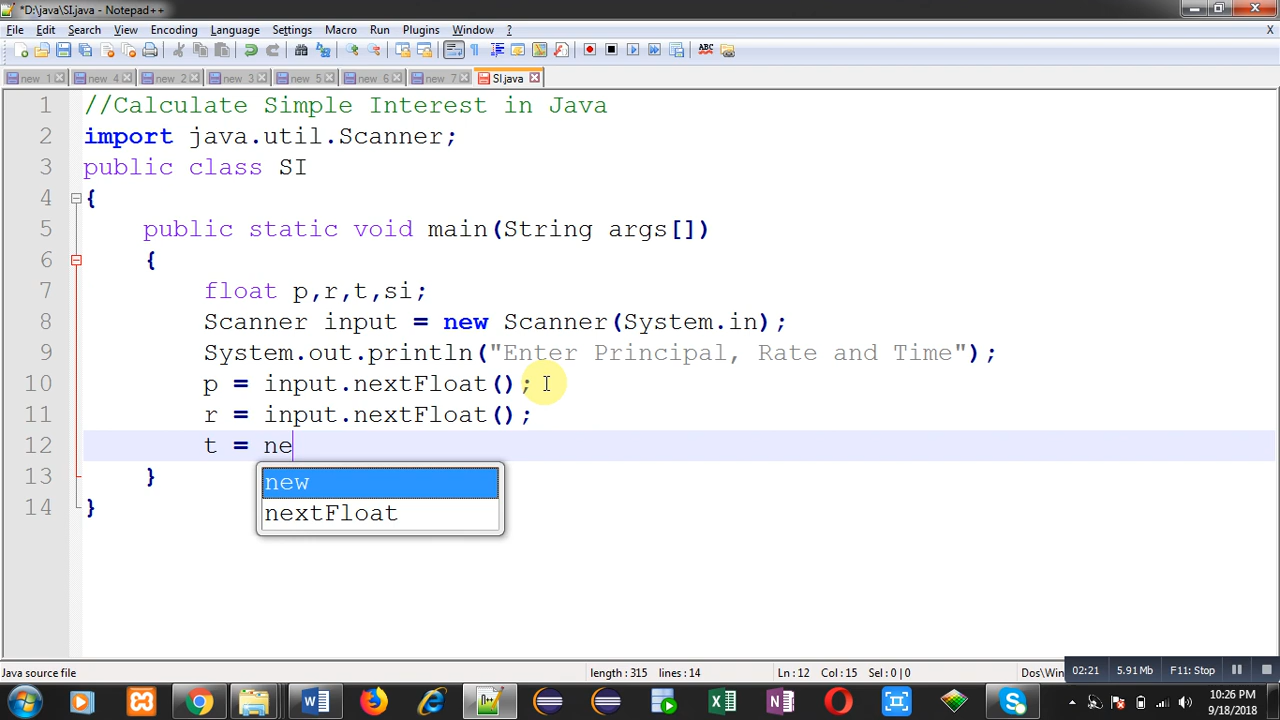 *D:\java\SI.java - Notepad++
File Edit Search View Encoding Language Settings Macro Run Plugins Window ? X
new 1 new 4 new 2 new 3 new 5 new 6 new 7 SI.java
1 //Calculate Simple Interest in Java
2 import java.util.Scanner;
3 public class SI
4 {
5 public static void main(String args[])
6 {
7 float p,r,t,si;
8 Scanner input = new Scanner(System.in);
9 System.out.println("Enter Principal, Rate and Time");
10 p = input.nextFloat();
11 r = input.nextFloat();
12 t = ne
new
13 }
nextFloat
14 }
Java source file length : 315 lines : 14 Ln : 12 Col : 15 Sel : 0 | 0 Dos\Win 02:21 5.91 Mb F11: Stop
10:26 PM
9/18/2018